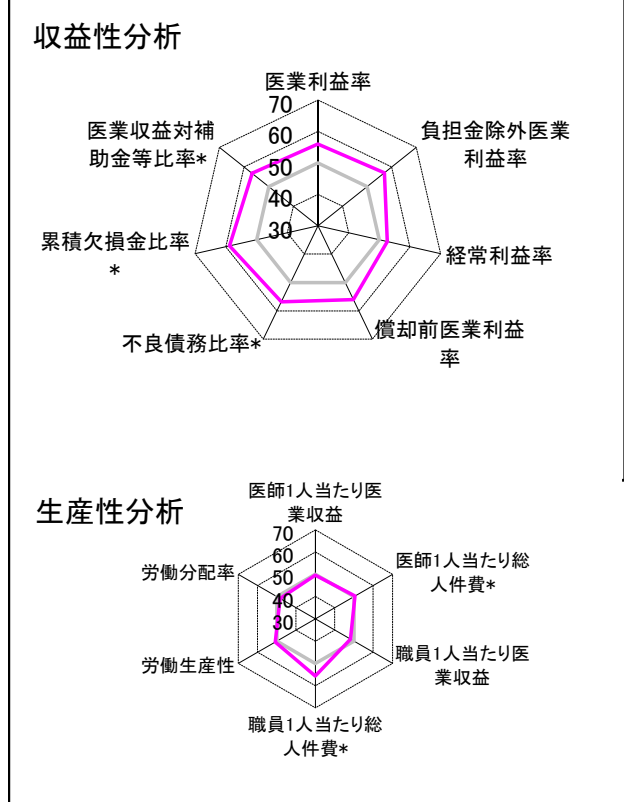 収益性分析
医業利益率
負担金除外医業
利益率
経常利益率
償却前医業利益
率
不良債務比率*
累積欠損金比率
*
医業収益対補
助金等比率*
70
60
50
40
30
生産性分析
医師1人当たり医
業収益
医師1人当たり総
人件費*
職員1人当たり医
業収益
職員1人当たり総
人件費*
労働生産性
労働分配率
70
60
50
40
30